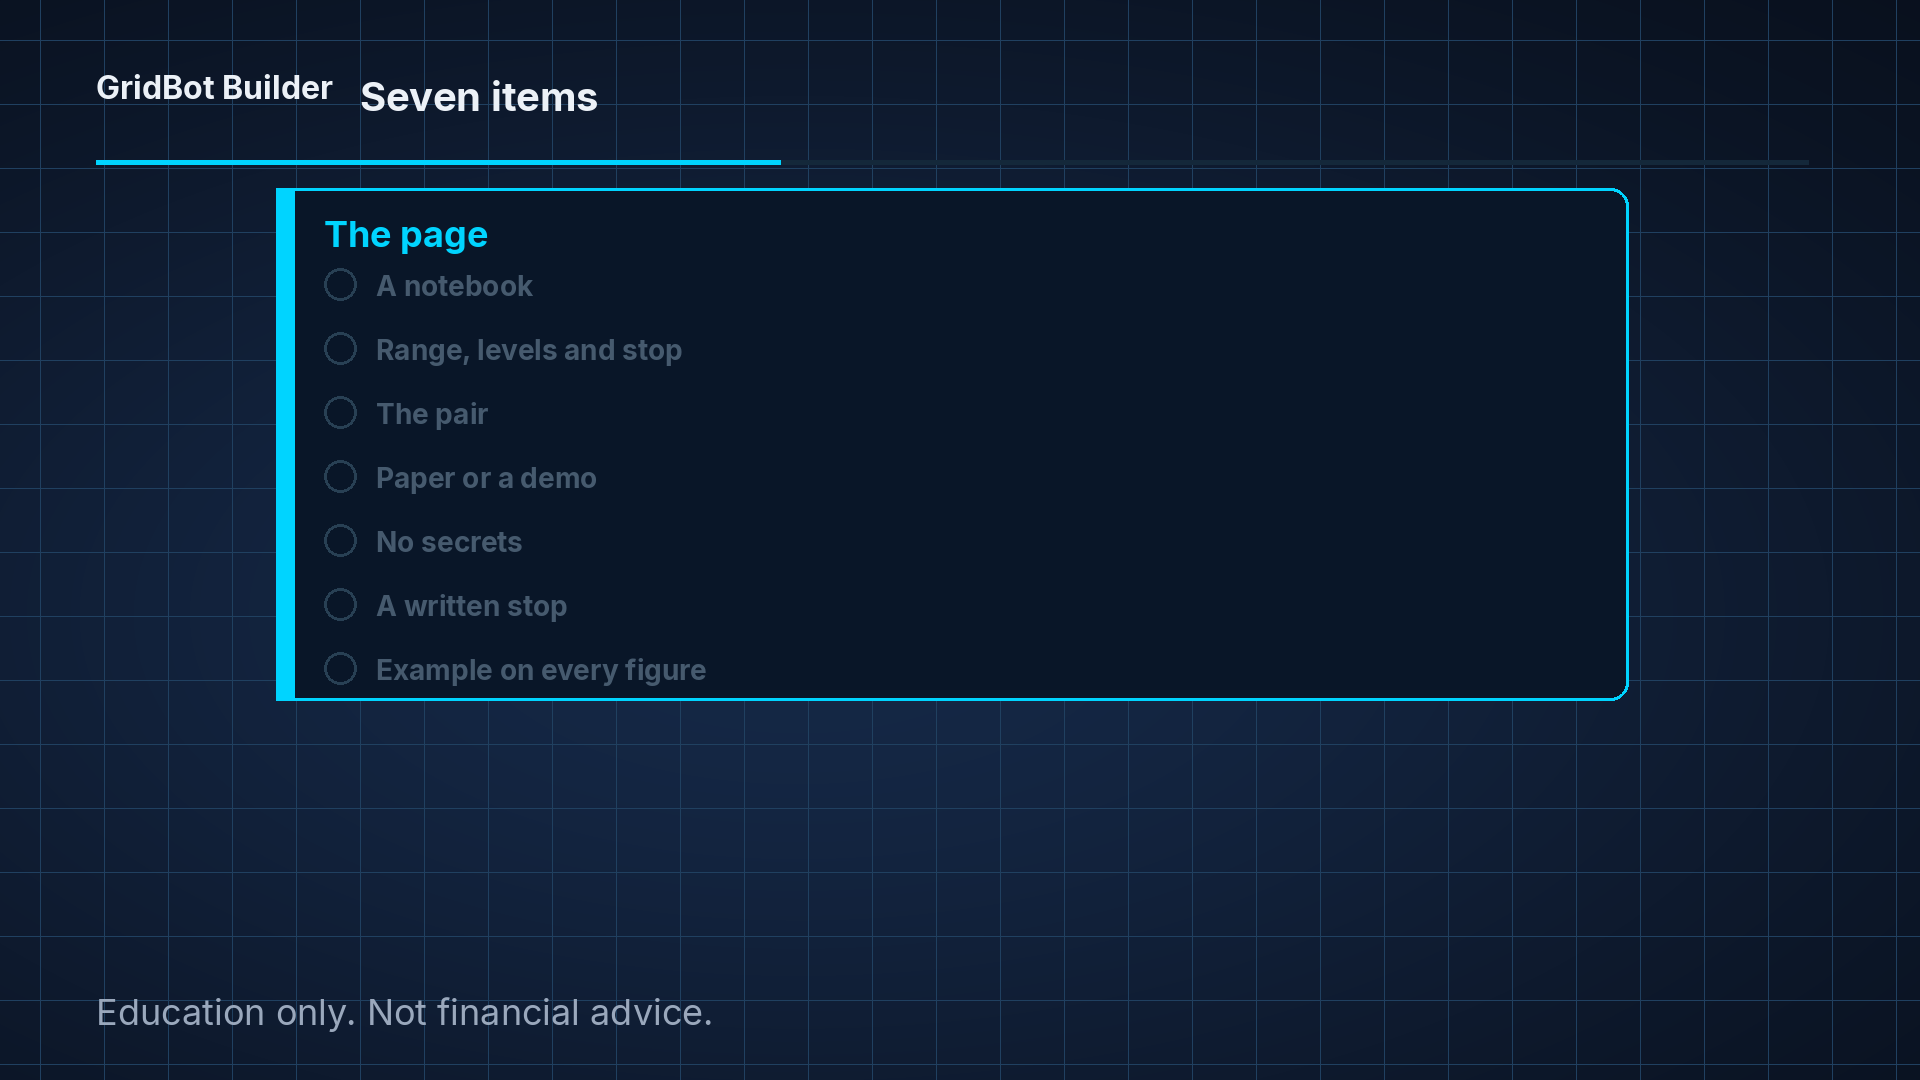 GridBot Builder
Seven items
The page
A notebook
Range, levels and stop
The pair
Paper or a demo
No secrets
A written stop
Example on every figure
Education only. Not financial advice.